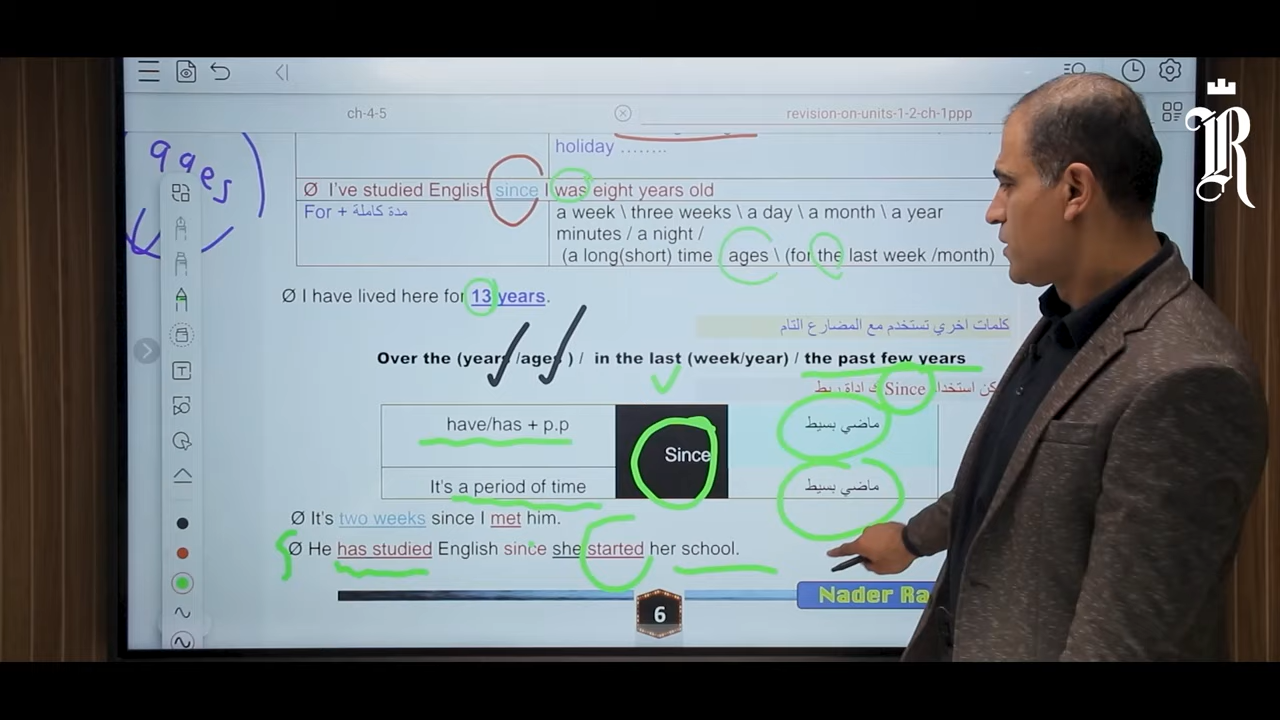 ch-4-5
revision-on-units-1-2-ch-1ppp
R
ages
holiday ........
Ø I've studied English since I was eight years old
For + مدة كاملة
a week \ three weeks \ a day \ a month \ a year
minutes / a night /
(a long(short) time ages \ (for the last week /month)
Ø I have lived here for 13 years.
كلمات اخري تستخدم مع المضارع التام
Over the (years /ages ) / in the last (week/year) / the past few years
Since اداة ربط
have/has + p.p
Since
ماضي بسيط
It's a period of time
ماضي بسيط
Ø It's two weeks since I met him.
Ø He has studied English since she started her school.
Nader Ra
6